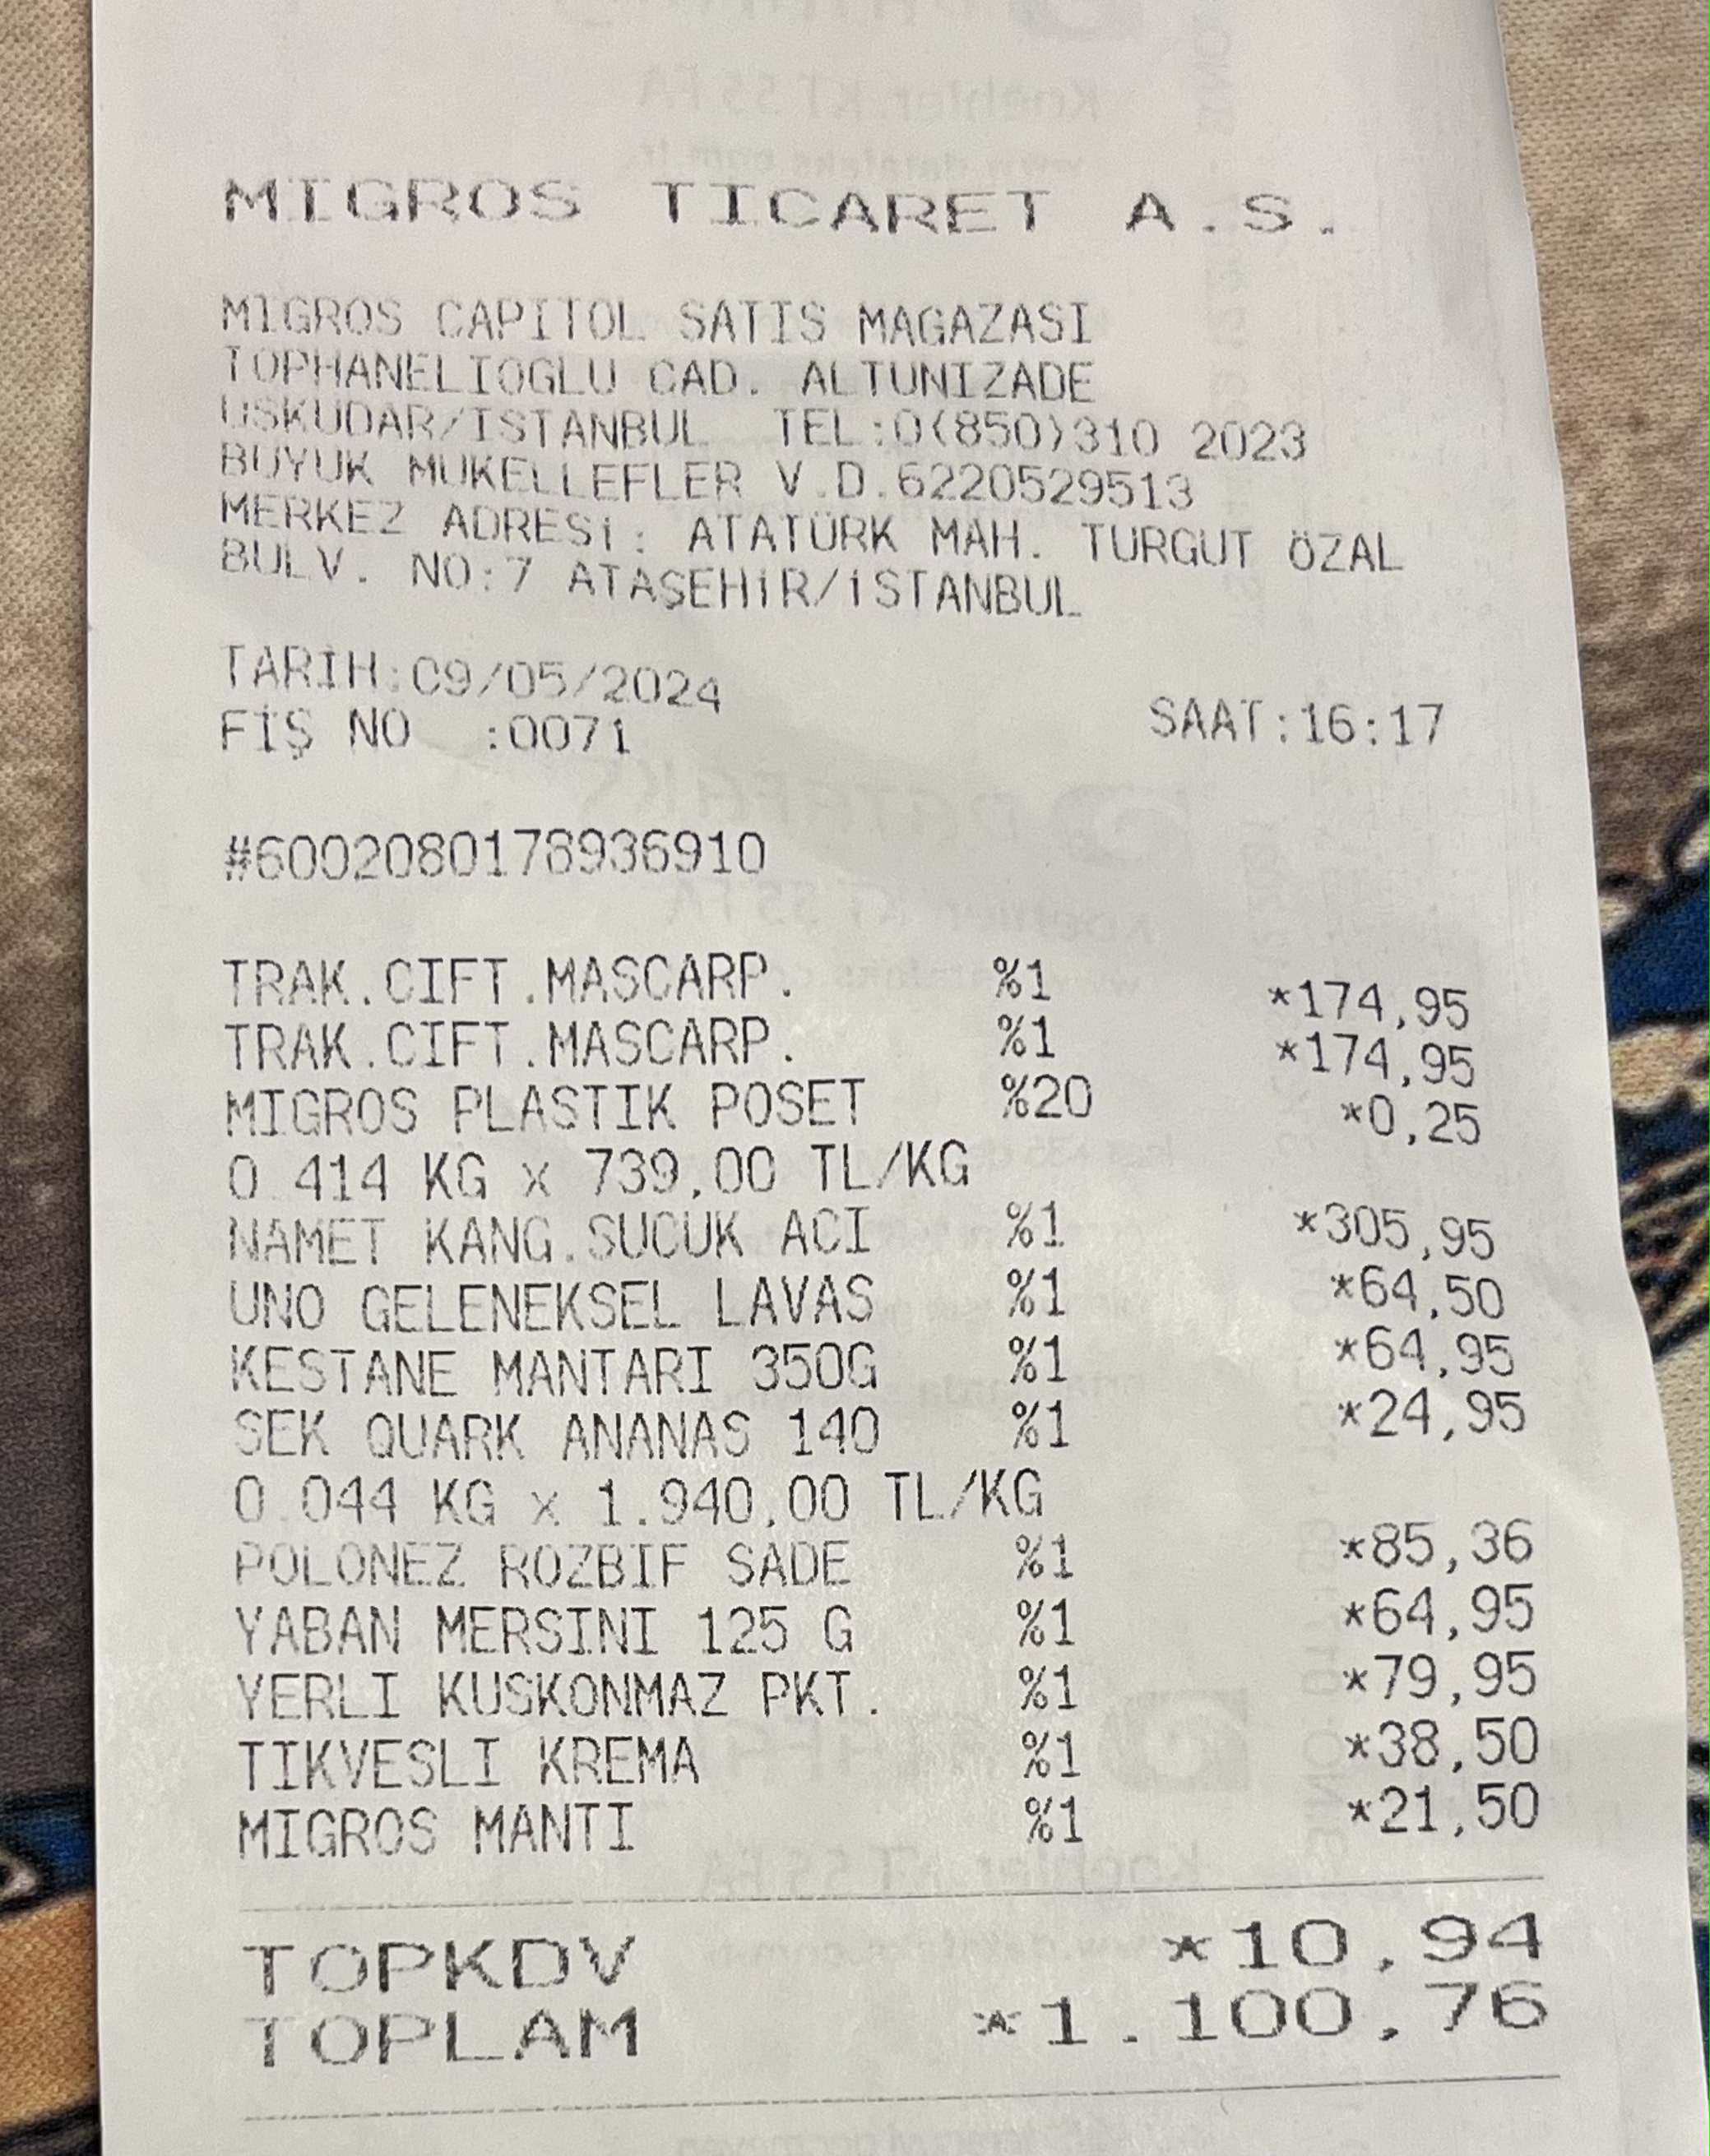 MIGROS TICARET A.S.
MIGROS CAPITOL SATIS MAGAZASI
TOPHANELIOGLU CAD. ALTUNIZADE
USKUDAR/ISTANBUL TEL:0(850)310 2023
BUYUK MUKELLEFLER V.D.6220529513
MERKEZ ADRESİ: ATATÜRK MAH. TURGUT ÖZAL
BULV. NO:7 ATAŞEHİR/İSTANBUL
TARİH:09/05/2024
SAAT:16:17
FİŞ NO :0071
#6002080178936910
TRAK.CIFT.MASCARP. %1 *174,95
TRAK.CIFT.MASCARP. %1 *174,95
MIGROS PLASTIK POSET %20 *0,25
0.414 KG x 739,00 TL/KG
NAMET KANG.SUCUK ACI %1 *305,95
UNO GELENEKSEL LAVAS %1 *64,50
KESTANE MANTARI 350G %1 *64,95
SEK QUARK ANANAS 140 %1 *24,95
0.044 KG x 1.940,00 TL/KG
POLONEZ ROZBIF SADE %1 *85,36
YABAN MERSINI 125 G %1 *64,95
YERLI KUSKONMAZ PKT. %1 *79,95
TIKVESLI KREMA %1 *38,50
MIGROS MANTI %1 *21,50
TOPKDV *10,94
TOPLAM *1.100,76